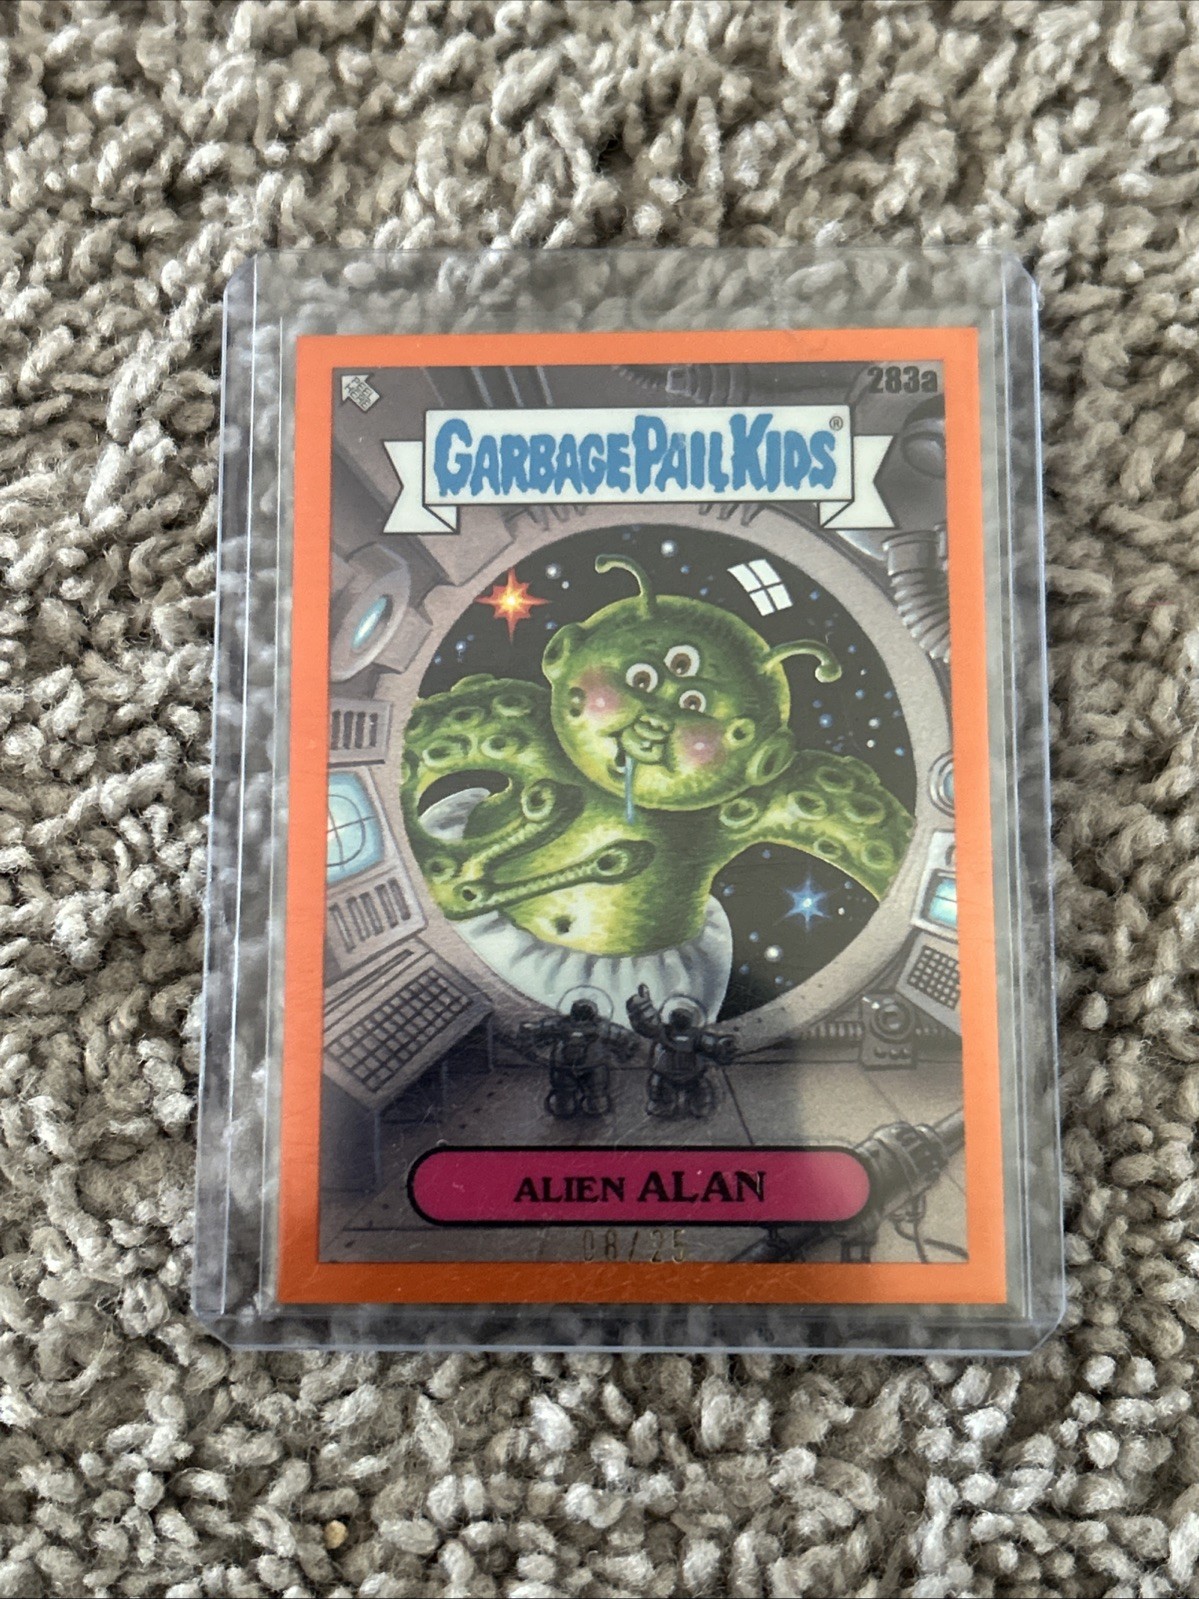 283a
GARBAGE PAIL KIDS®
ALIEN ALAN
08/25